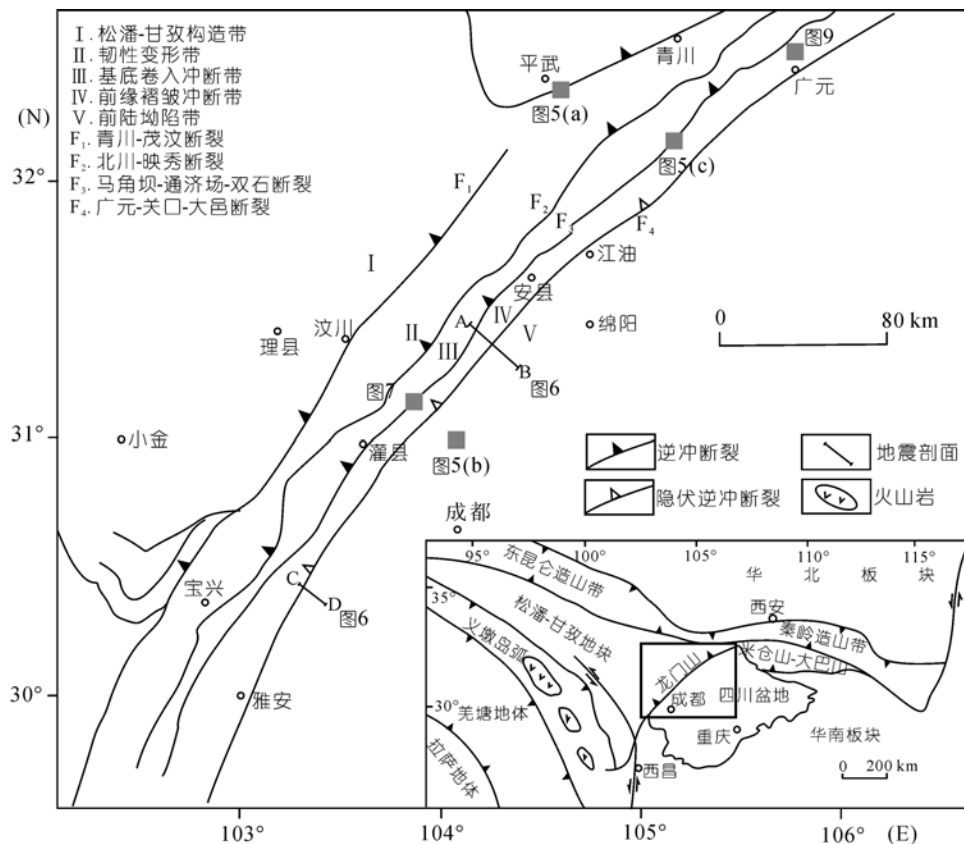 Ⅰ. 松潘-甘孜构造带
Ⅱ. 韧性变形带
Ⅲ. 基底卷入冲断带
Ⅳ. 前缘褶皱冲断带
Ⅴ. 前陆坳陷带
F₁. 青川-茂汶断裂
F₂. 北川-映秀断裂
F₃. 马角坝-通济场-双石断裂
F₄. 广元-关口-大邑断裂
(N)
32°
31°
30°
103°
104°
105°
106°
(E)
平武
青川
图9
广元
图5(a)
图5(c)
F₁
F₂
F₃
F₄
江油
安县
绵阳
Ⅰ
Ⅱ
Ⅲ
Ⅳ
Ⅴ
A
B
图6
0 80 km
理县
汶川
图7
小金
灌县
图5(b)
成都
宝兴
C
D
图6
雅安
逆冲断裂
地震剖面
隐伏逆冲断裂
火山岩
95°
100°
105°
110°
115°
35°
30°
东昆仑造山带
华北板块
松潘-甘孜地块
西安
秦岭造山带
义敦岛弧
米仓山-大巴山
龙门山
成都
四川盆地
羌塘地体
重庆
华南板块
拉萨地体
西昌
0 200 km